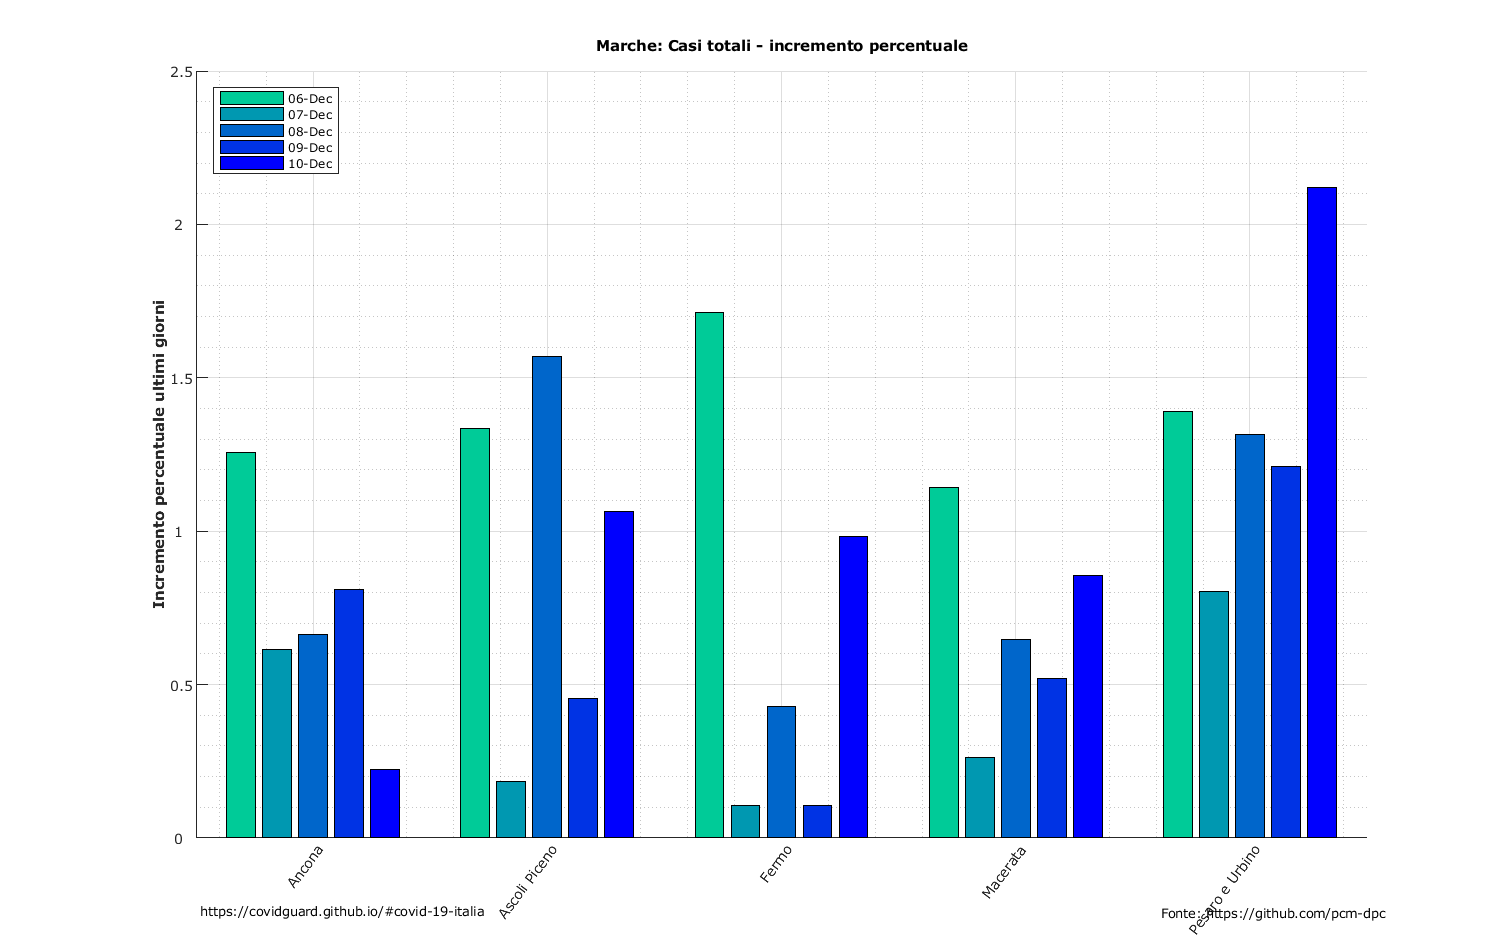 Marche: Casi totali - incremento percentuale
Incremento percentuale ultimi giorni
2.5
2
1.5
1
0.5
0
06-Dec
07-Dec
08-Dec
09-Dec
10-Dec
Ancona
Ascoli Piceno
Fermo
Macerata
Pesaro e Urbino
https://covidguard.github.io/#covid-19-italia
Fonte: https://github.com/pcm-dpc